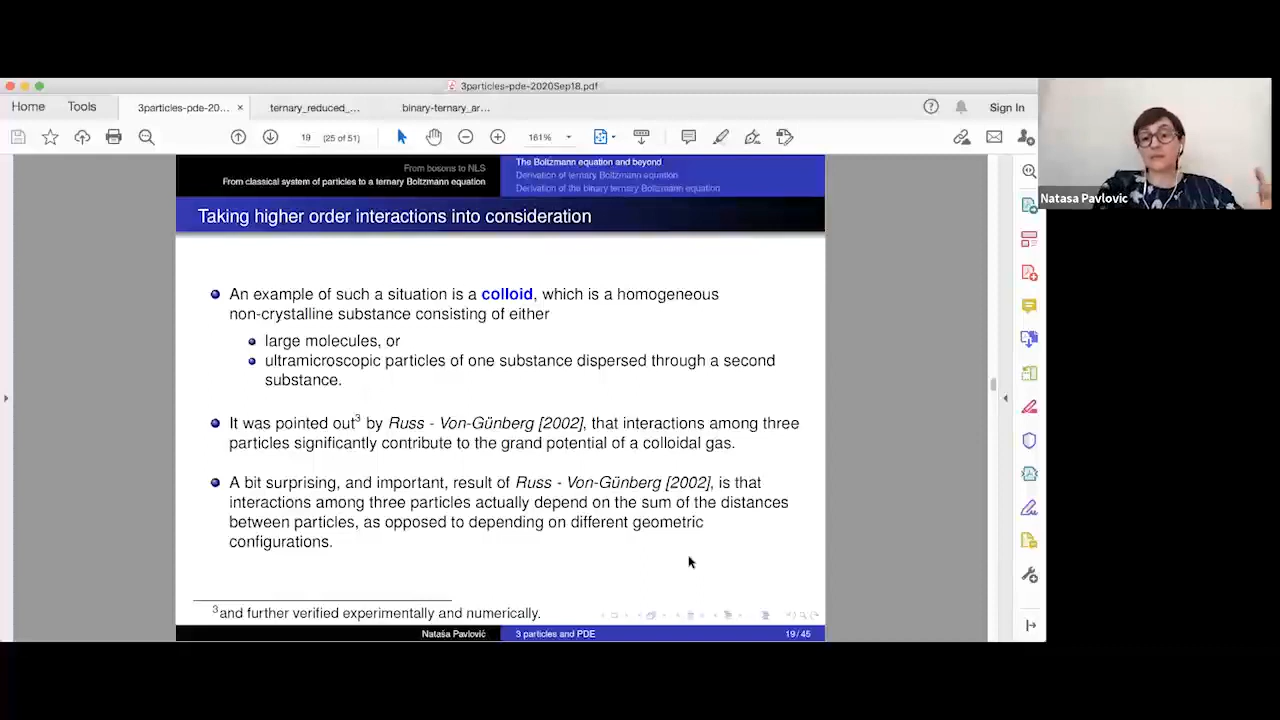 3particles-pde-2020Sep18.pdf
Home
Tools
3particles-pde-20... ×
ternary_reduced_...
binary-ternary_ar...
Sign In
19
(25 of 51)
161%
Natasa Pavlovic
From bosons to NLS
From classical system of particles to a ternary Boltzmann equation
The Boltzmann equation and beyond
Derivation of ternary Boltzmann equation
Derivation of the binary ternary Boltzmann equation
Taking higher order interactions into consideration
An example of such a situation is a colloid, which is a homogeneous
non-crystalline substance consisting of either
large molecules, or
ultramicroscopic particles of one substance dispersed through a second
substance.
It was pointed out3 by Russ - Von-Günberg [2002], that interactions among three
particles significantly contribute to the grand potential of a colloidal gas.
A bit surprising, and important, result of Russ - Von-Günberg [2002], is that
interactions among three particles actually depend on the sum of the distances
between particles, as opposed to depending on different geometric
configurations.
3and further verified experimentally and numerically.
Nataša Pavlović
3 particles and PDE
19/45